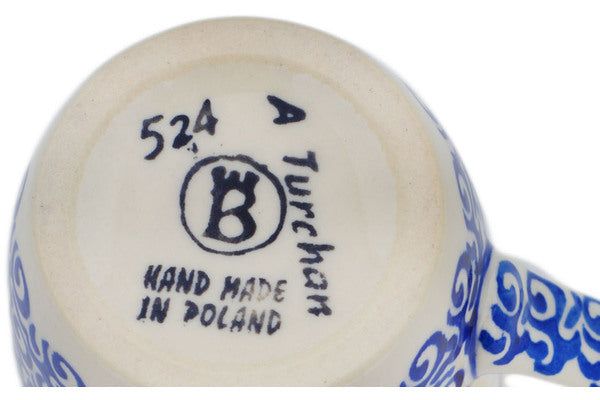 524
A Turchan
B
HAND MADE
IN POLAND